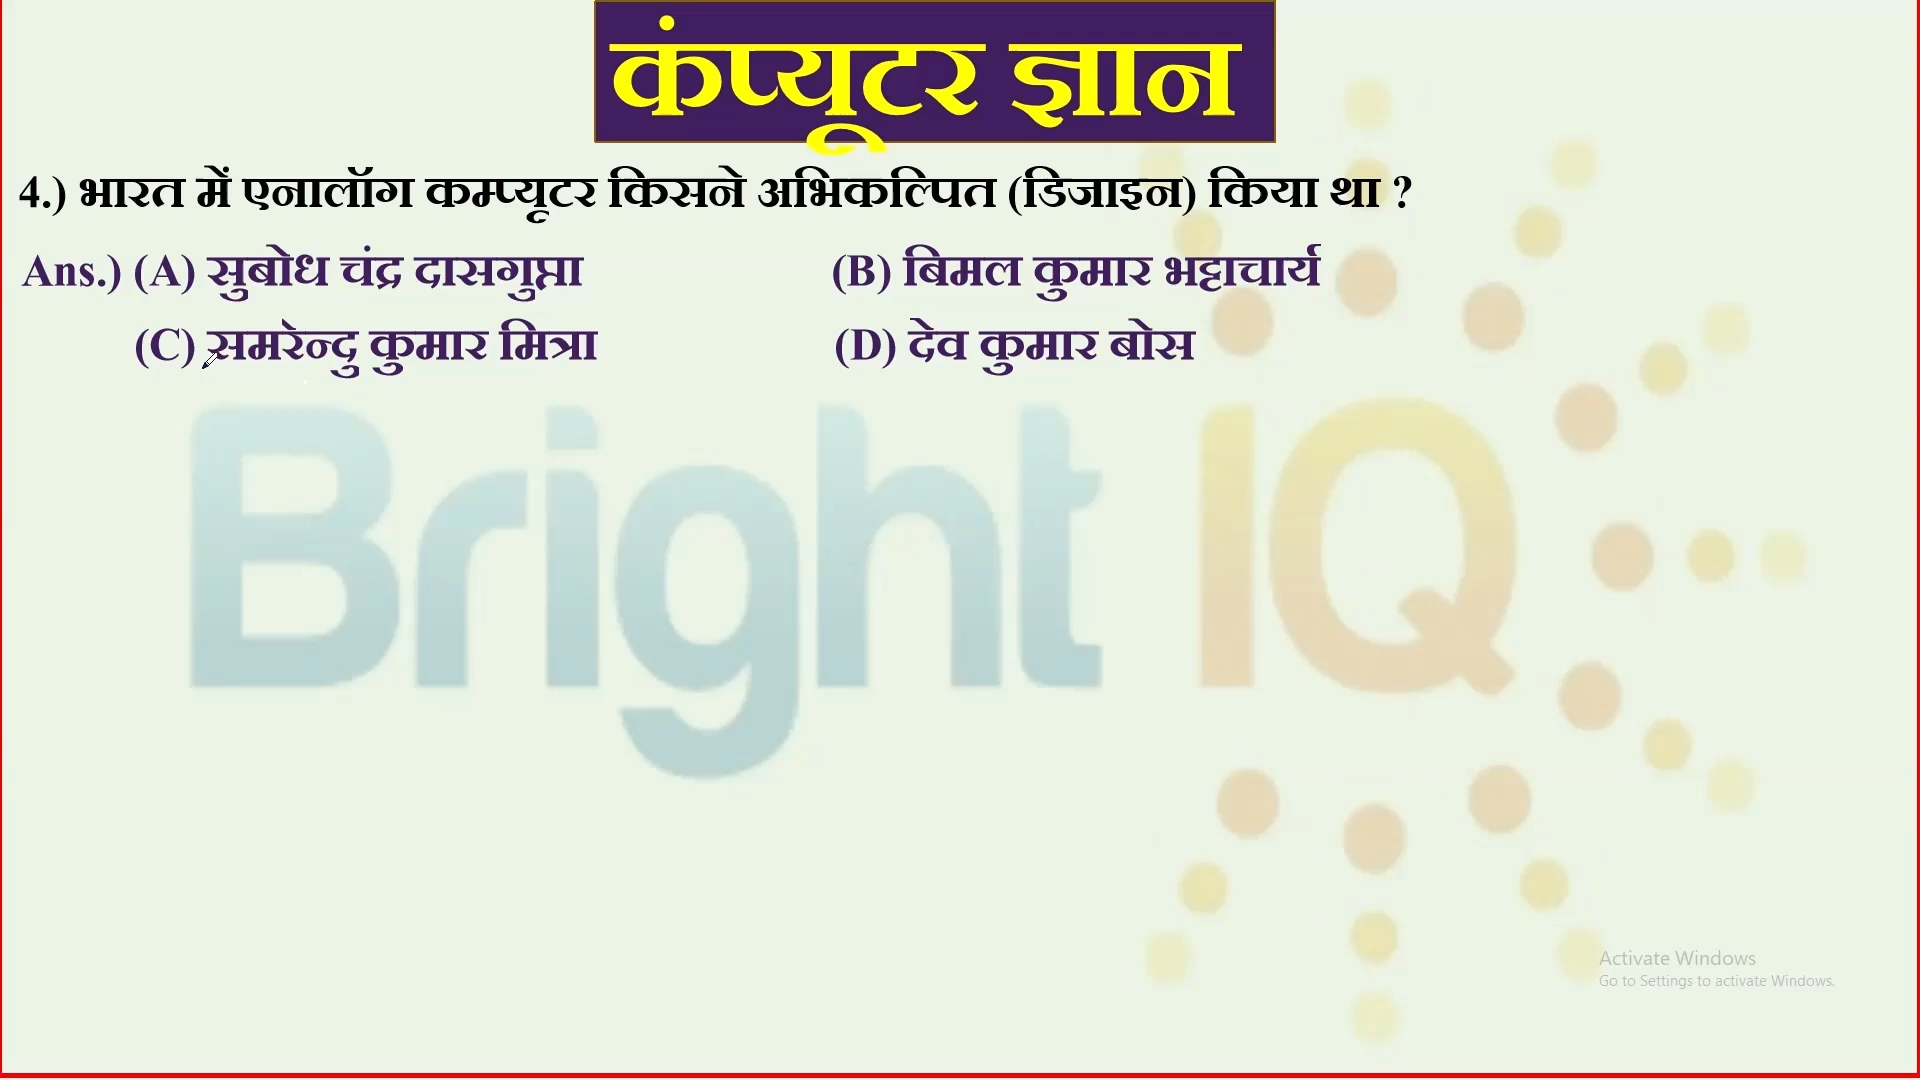 कंप्यूटर ज्ञान
4.) भारत में एनालॉग कम्प्यूटर किसने अभिकल्पित (डिजाइन) किया था ?
Ans.) (A) सुबोध चंद्र दासगुप्ता (B) बिमल कुमार भट्टाचार्य
(C) समरेन्दु कुमार मित्रा (D) देव कुमार बोस
Bright IQ
Activate Windows
Go to Settings to activate Windows.